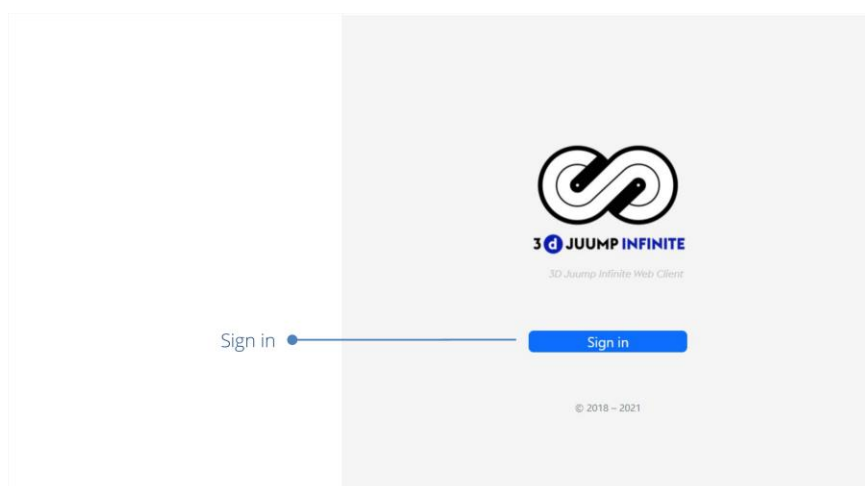 3d JUUMP INFINITE
3D Juump Infinite Web Client
Sign in
Sign in
© 2018 – 2021